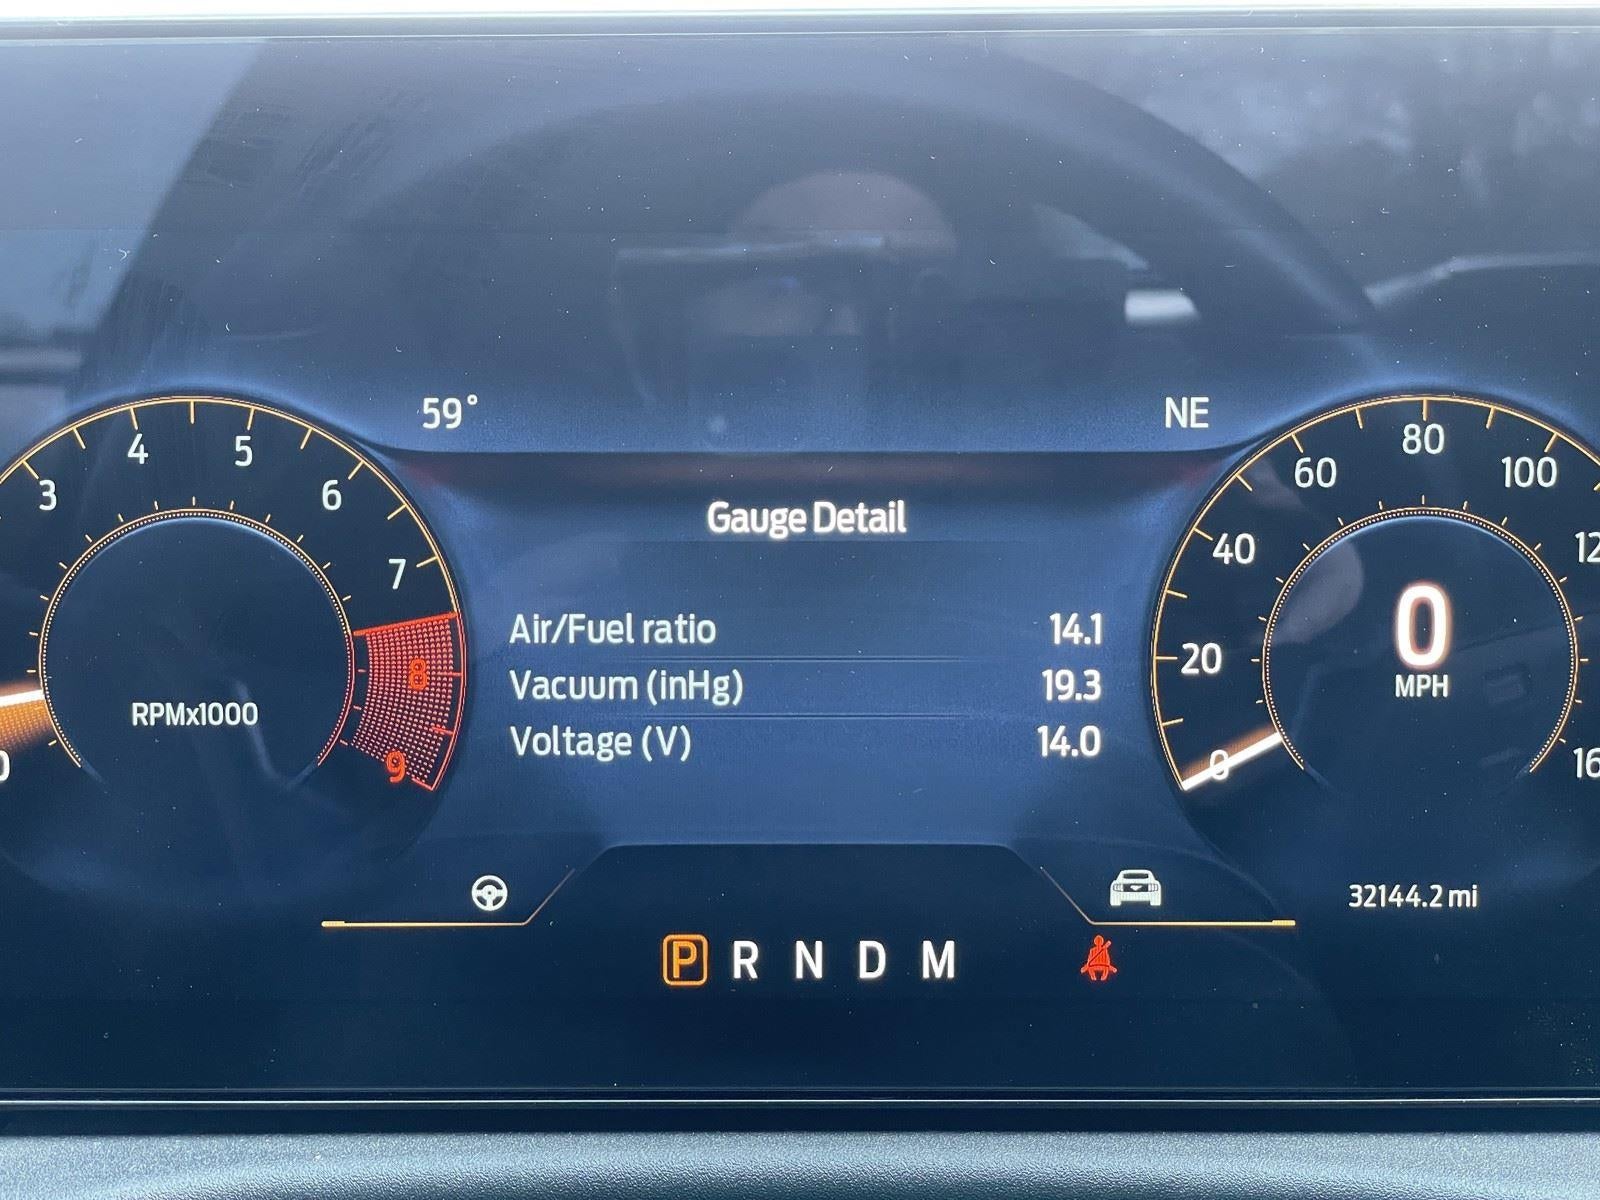 59°
NE
3
4
5
6
7
8
9
0
RPMx1000
Gauge Detail
Air/Fuel ratio 14.1
Vacuum (inHg) 19.3
Voltage (V) 14.0
0
20
40
60
80
100
0
MPH
32144.2 mi
P R N D M